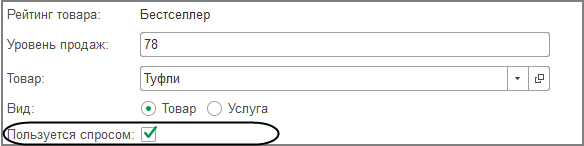 Рейтинг товара: Бестселлер
Уровень продаж: 78
Товар: Туфли
Вид: Товар Услуга
Пользуется спросом: